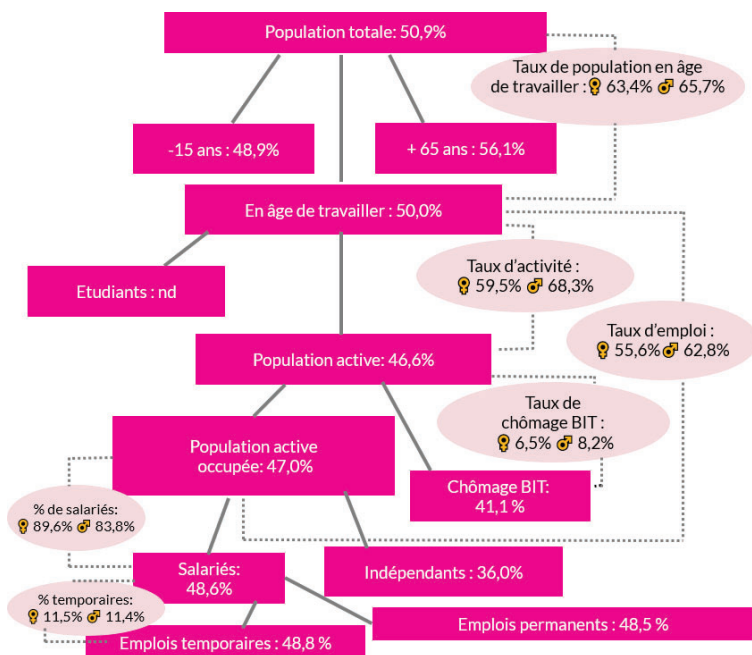 Population totale: 50,9%
Taux de population en âge
de travailler : 63,4% 65,7%
-15 ans : 48,9%
+ 65 ans : 56,1%
En âge de travailler : 50,0%
Etudiants : nd
Taux d'activité :
59,5% 68,3%
Taux d'emploi :
55,6% 62,8%
Population active: 46,6%
Taux de
chômage BIT :
6,5% 8,2%
Population active
occupée: 47,0%
Chômage BIT:
41,1 %
% de salariés:
89,6% 83,8%
Salariés:
48,6%
Indépendants : 36,0%
% temporaires:
11,5% 11,4%
Emplois temporaires : 48,8 %
Emplois permanents : 48,5 %